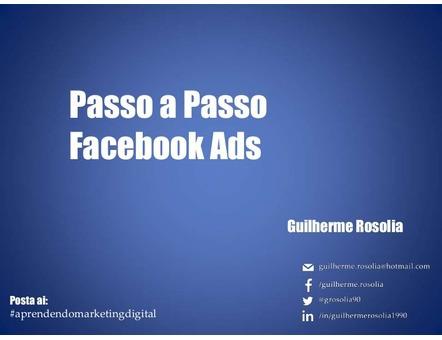 Passo a Passo
Facebook Ads
Guilherme Rosolia
guilherme.rosolia@hotmail.com
/guilherme.rosolia
@grosolia90
/in/guilhermerosolia1990
Posta ai:
#aprendendomarketingdigital